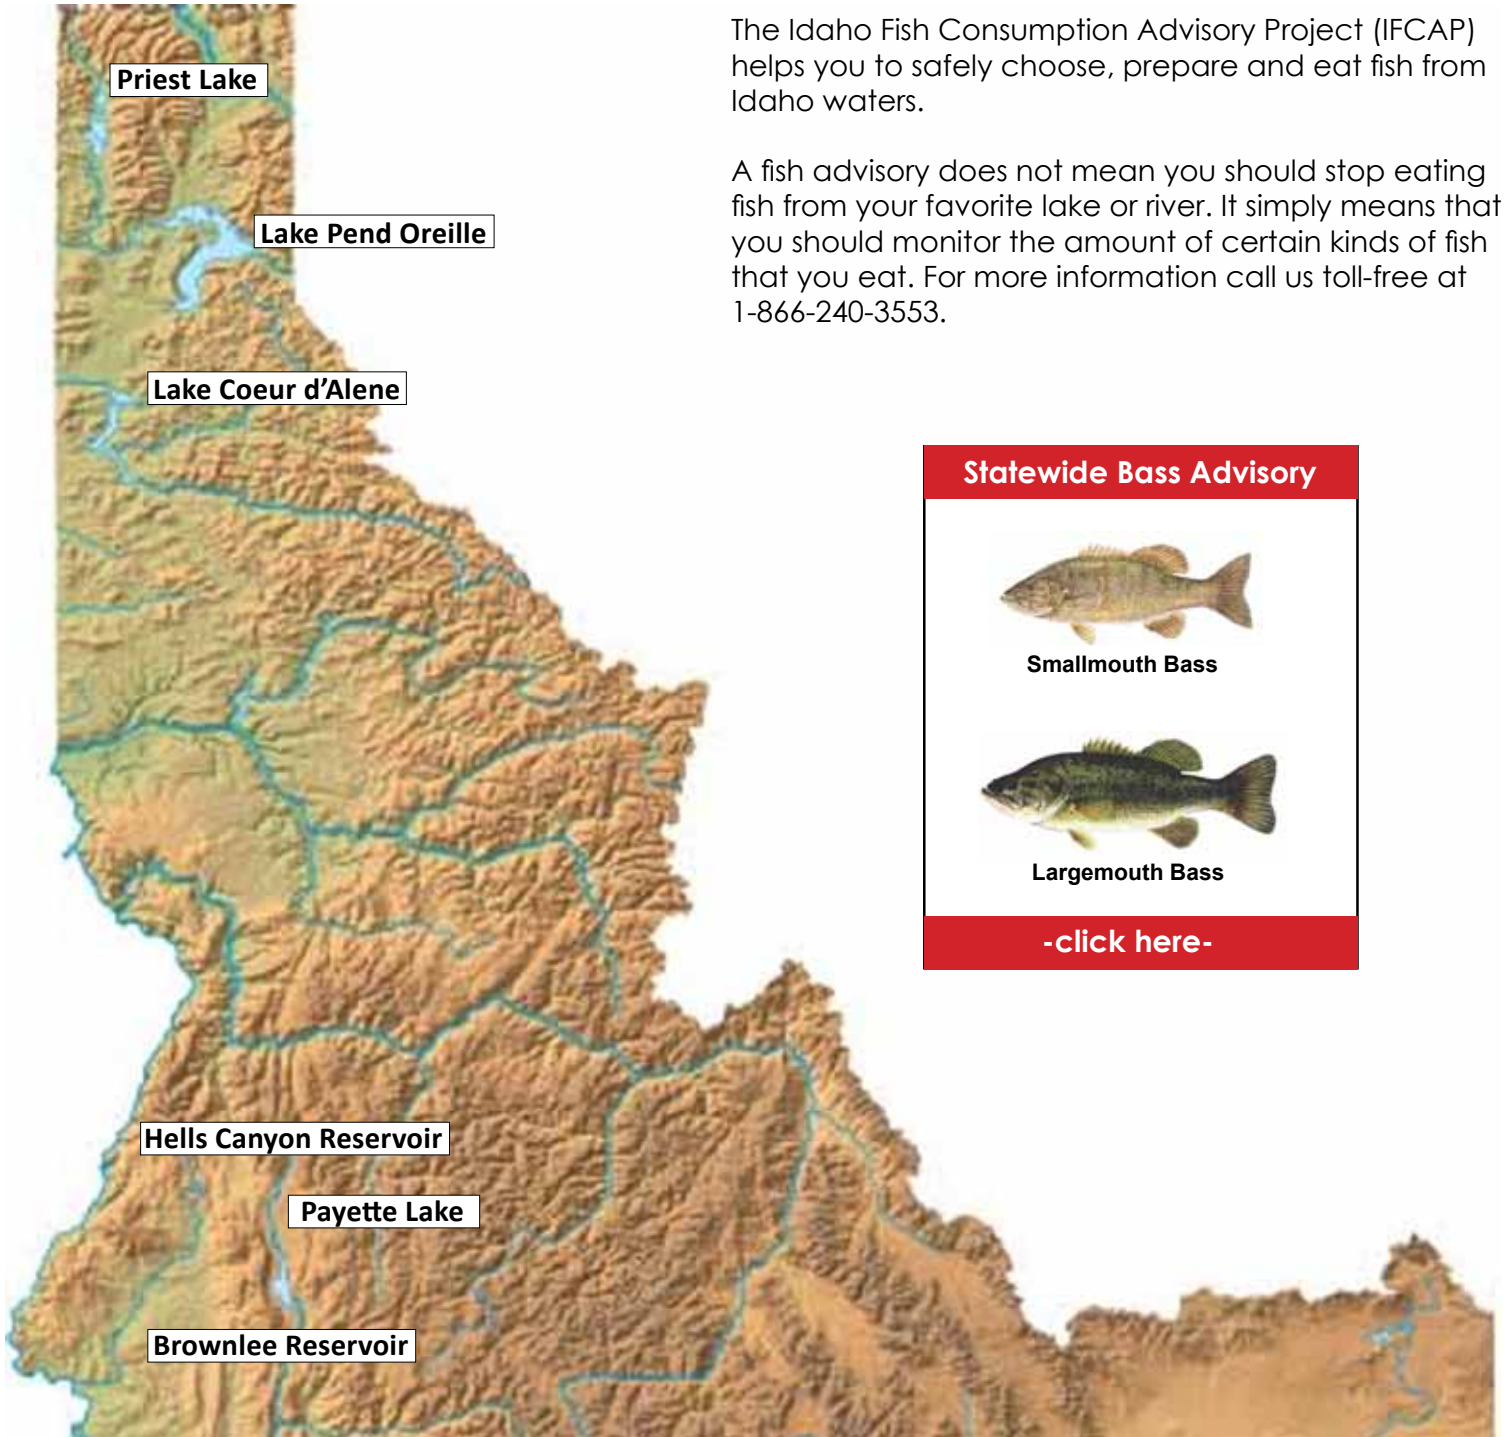 The Idaho Fish Consumption Advisory Project (IFCAP)
helps you to safely choose, prepare and eat fish from
Idaho waters.
A fish advisory does not mean you should stop eating
fish from your favorite lake or river. It simply means that
you should monitor the amount of certain kinds of fish
that you eat. For more information call us toll-free at
1-866-240-3553.
Priest Lake
Lake Pend Oreille
Lake Coeur d’Alene
Statewide Bass Advisory
Smallmouth Bass
Largemouth Bass
-click here-
Hells Canyon Reservoir
Payette Lake
Brownlee Reservoir